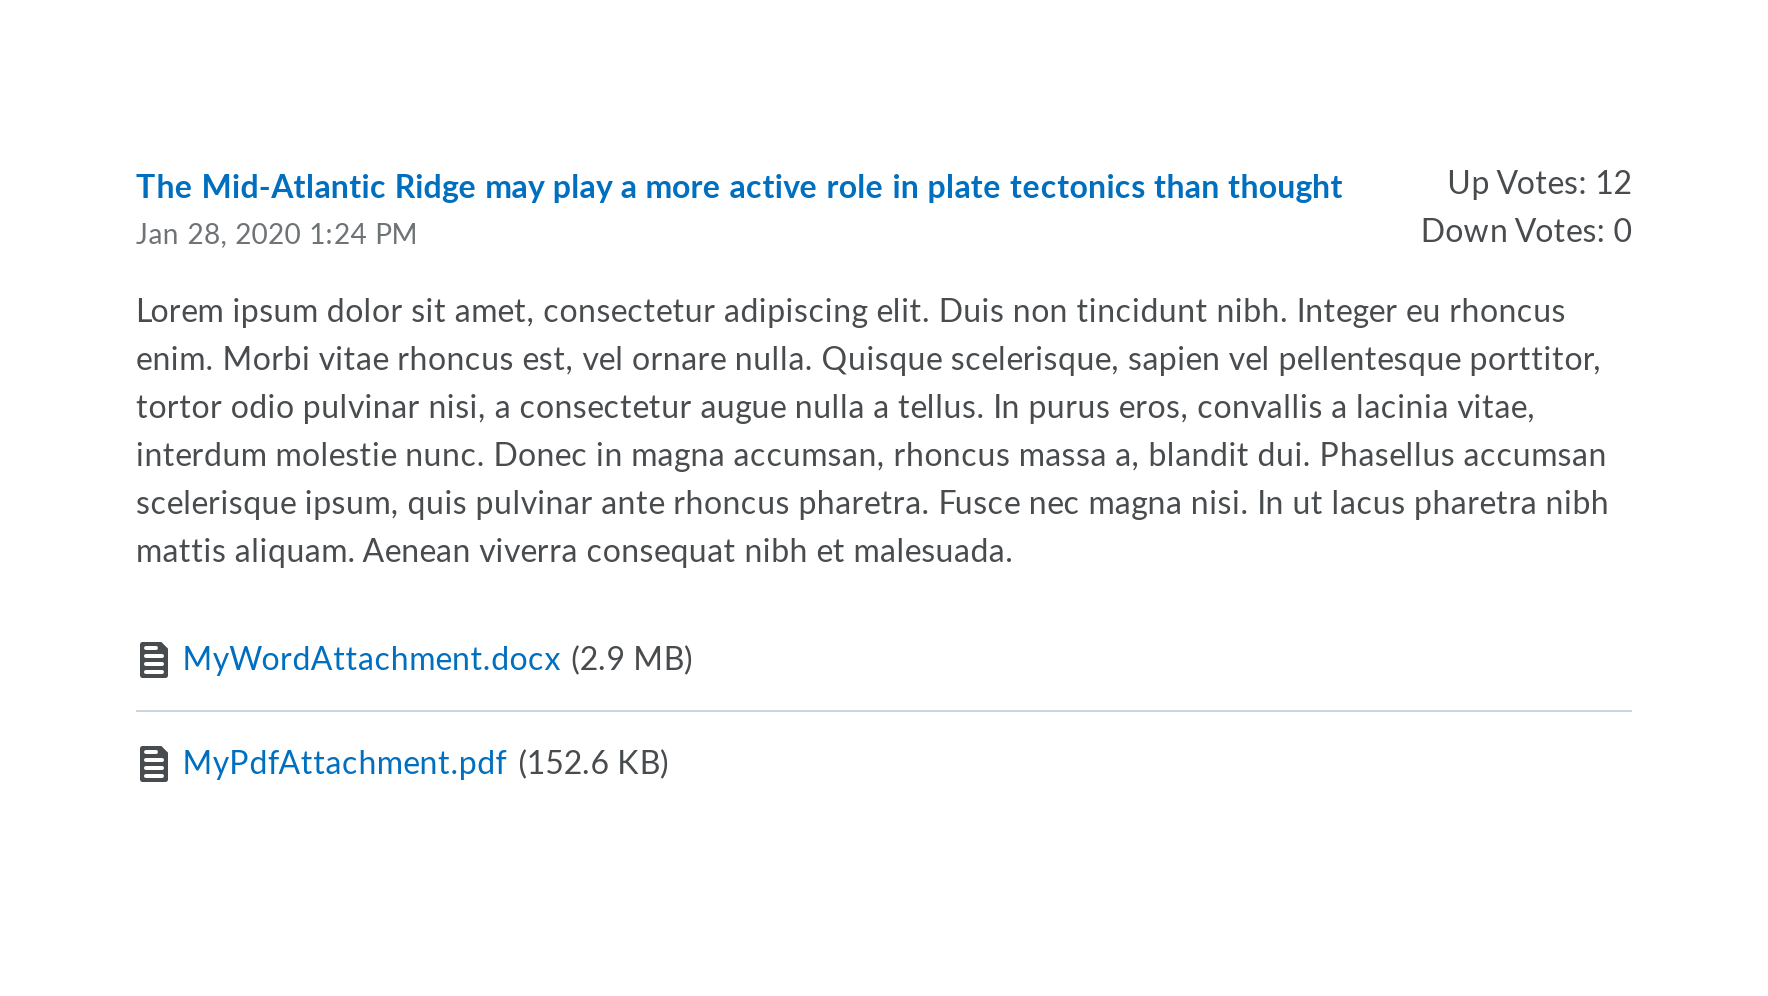 The Mid-Atlantic Ridge may play a more active role in plate tectonics than thought
Jan 28, 2020 1:24 PM
Up Votes: 12
Down Votes: 0
Lorem ipsum dolor sit amet, consectetur adipiscing elit. Duis non tincidunt nibh. Integer eu rhoncus
enim. Morbi vitae rhoncus est, vel ornare nulla. Quisque scelerisque, sapien vel pellentesque porttitor,
tortor odio pulvinar nisi, a consectetur augue nulla a tellus. In purus eros, convallis a lacinia vitae,
interdum molestie nunc. Donec in magna accumsan, rhoncus massa a, blandit dui. Phasellus accumsan
scelerisque ipsum, quis pulvinar ante rhoncus pharetra. Fusce nec magna nisi. In ut lacus pharetra nibh
mattis aliquam. Aenean viverra consequat nibh et malesuada.
MyWordAttachment.docx (2.9 MB)
MyPdfAttachment.pdf (152.6 KB)